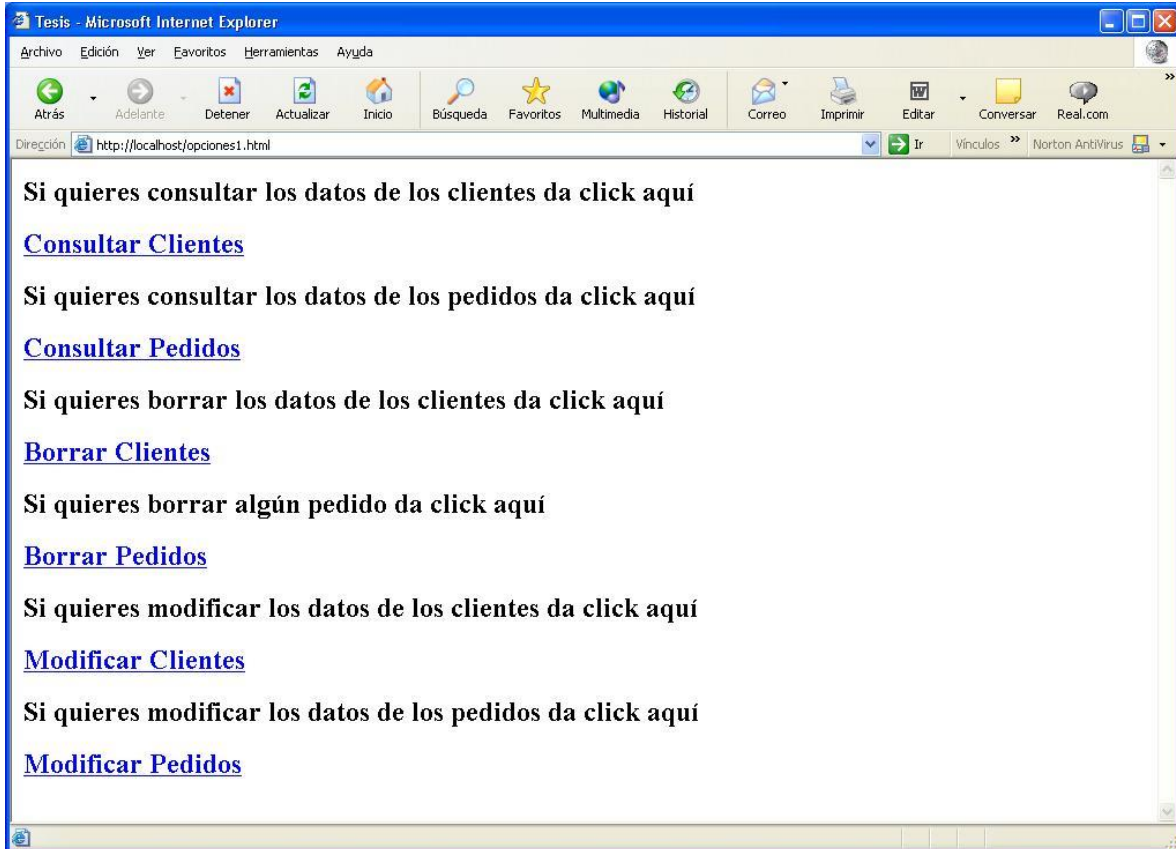 Tesis - Microsoft Internet Explorer
Archivo Edición Ver Favoritos Herramientas Ayuda
Atrás Adelante Detener Actualizar Inicio Búsqueda Favoritos Multimedia Historial Correo Imprimir Editar Conversar Real.com »
Dirección http://localhost/opciones1.html Ir Vínculos » Norton AntiVirus
Si quieres consultar los datos de los clientes da click aquí
Consultar Clientes
Si quieres consultar los datos de los pedidos da click aquí
Consultar Pedidos
Si quieres borrar los datos de los clientes da click aquí
Borrar Clientes
Si quieres borrar algún pedido da click aquí
Borrar Pedidos
Si quieres modificar los datos de los clientes da click aquí
Modificar Clientes
Si quieres modificar los datos de los pedidos da click aquí
Modificar Pedidos